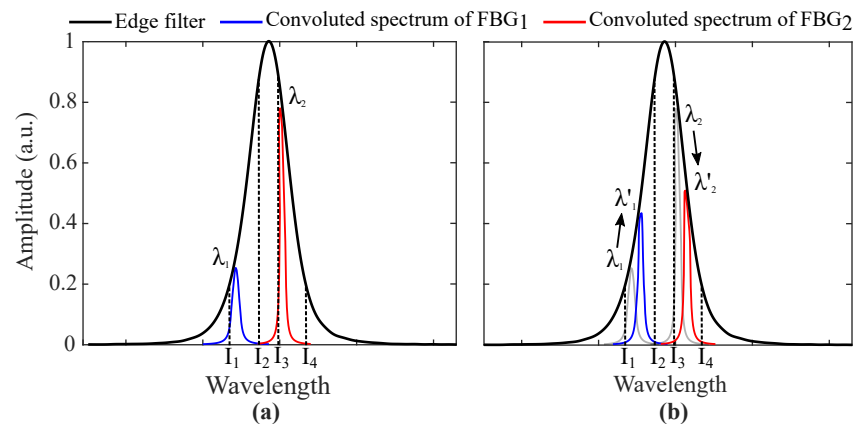 Edge filter Convoluted spectrum of FBG1 Convoluted spectrum of FBG2
Amplitude (a.u.)
1
0.8
0.6
0.4
0.2
0
λ1
λ2
I1 I2 I3 I4
Wavelength
(a)
λ2
λ'2
λ'1
λ1
I1 I2 I3 I4
Wavelength
(b)